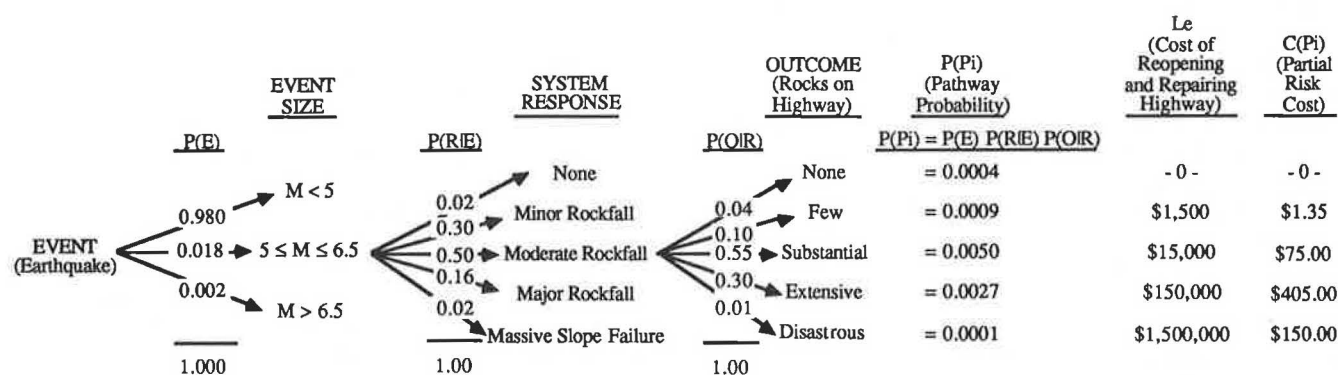 Le
(Cost of
Reopening
and Repairing
Highway)
C(Pi)
(Partial
Risk
Cost)
OUTCOME
(Rocks on
Highway)
P(Pi)
(Pathway
Probability)
EVENT
SIZE
SYSTEM
RESPONSE
P(E)
P(R|E)
P(O|R)
P(Pi) = P(E) P(R|E) P(O|R)
EVENT
(Earthquake)
0.980
0.018
0.002
1.000
M < 5
5 ≤ M ≤ 6.5
M > 6.5
0.02
0.30
0.50
0.16
0.02
1.00
None
Minor Rockfall
Moderate Rockfall
Major Rockfall
Massive Slope Failure
0.04
0.10
0.55
0.30
0.01
1.00
None = 0.0004 - 0 - - 0 -
Few = 0.0009 $1,500 $1.35
Substantial = 0.0050 $15,000 $75.00
Extensive = 0.0027 $150,000 $405.00
Disastrous = 0.0001 $1,500,000 $150.00